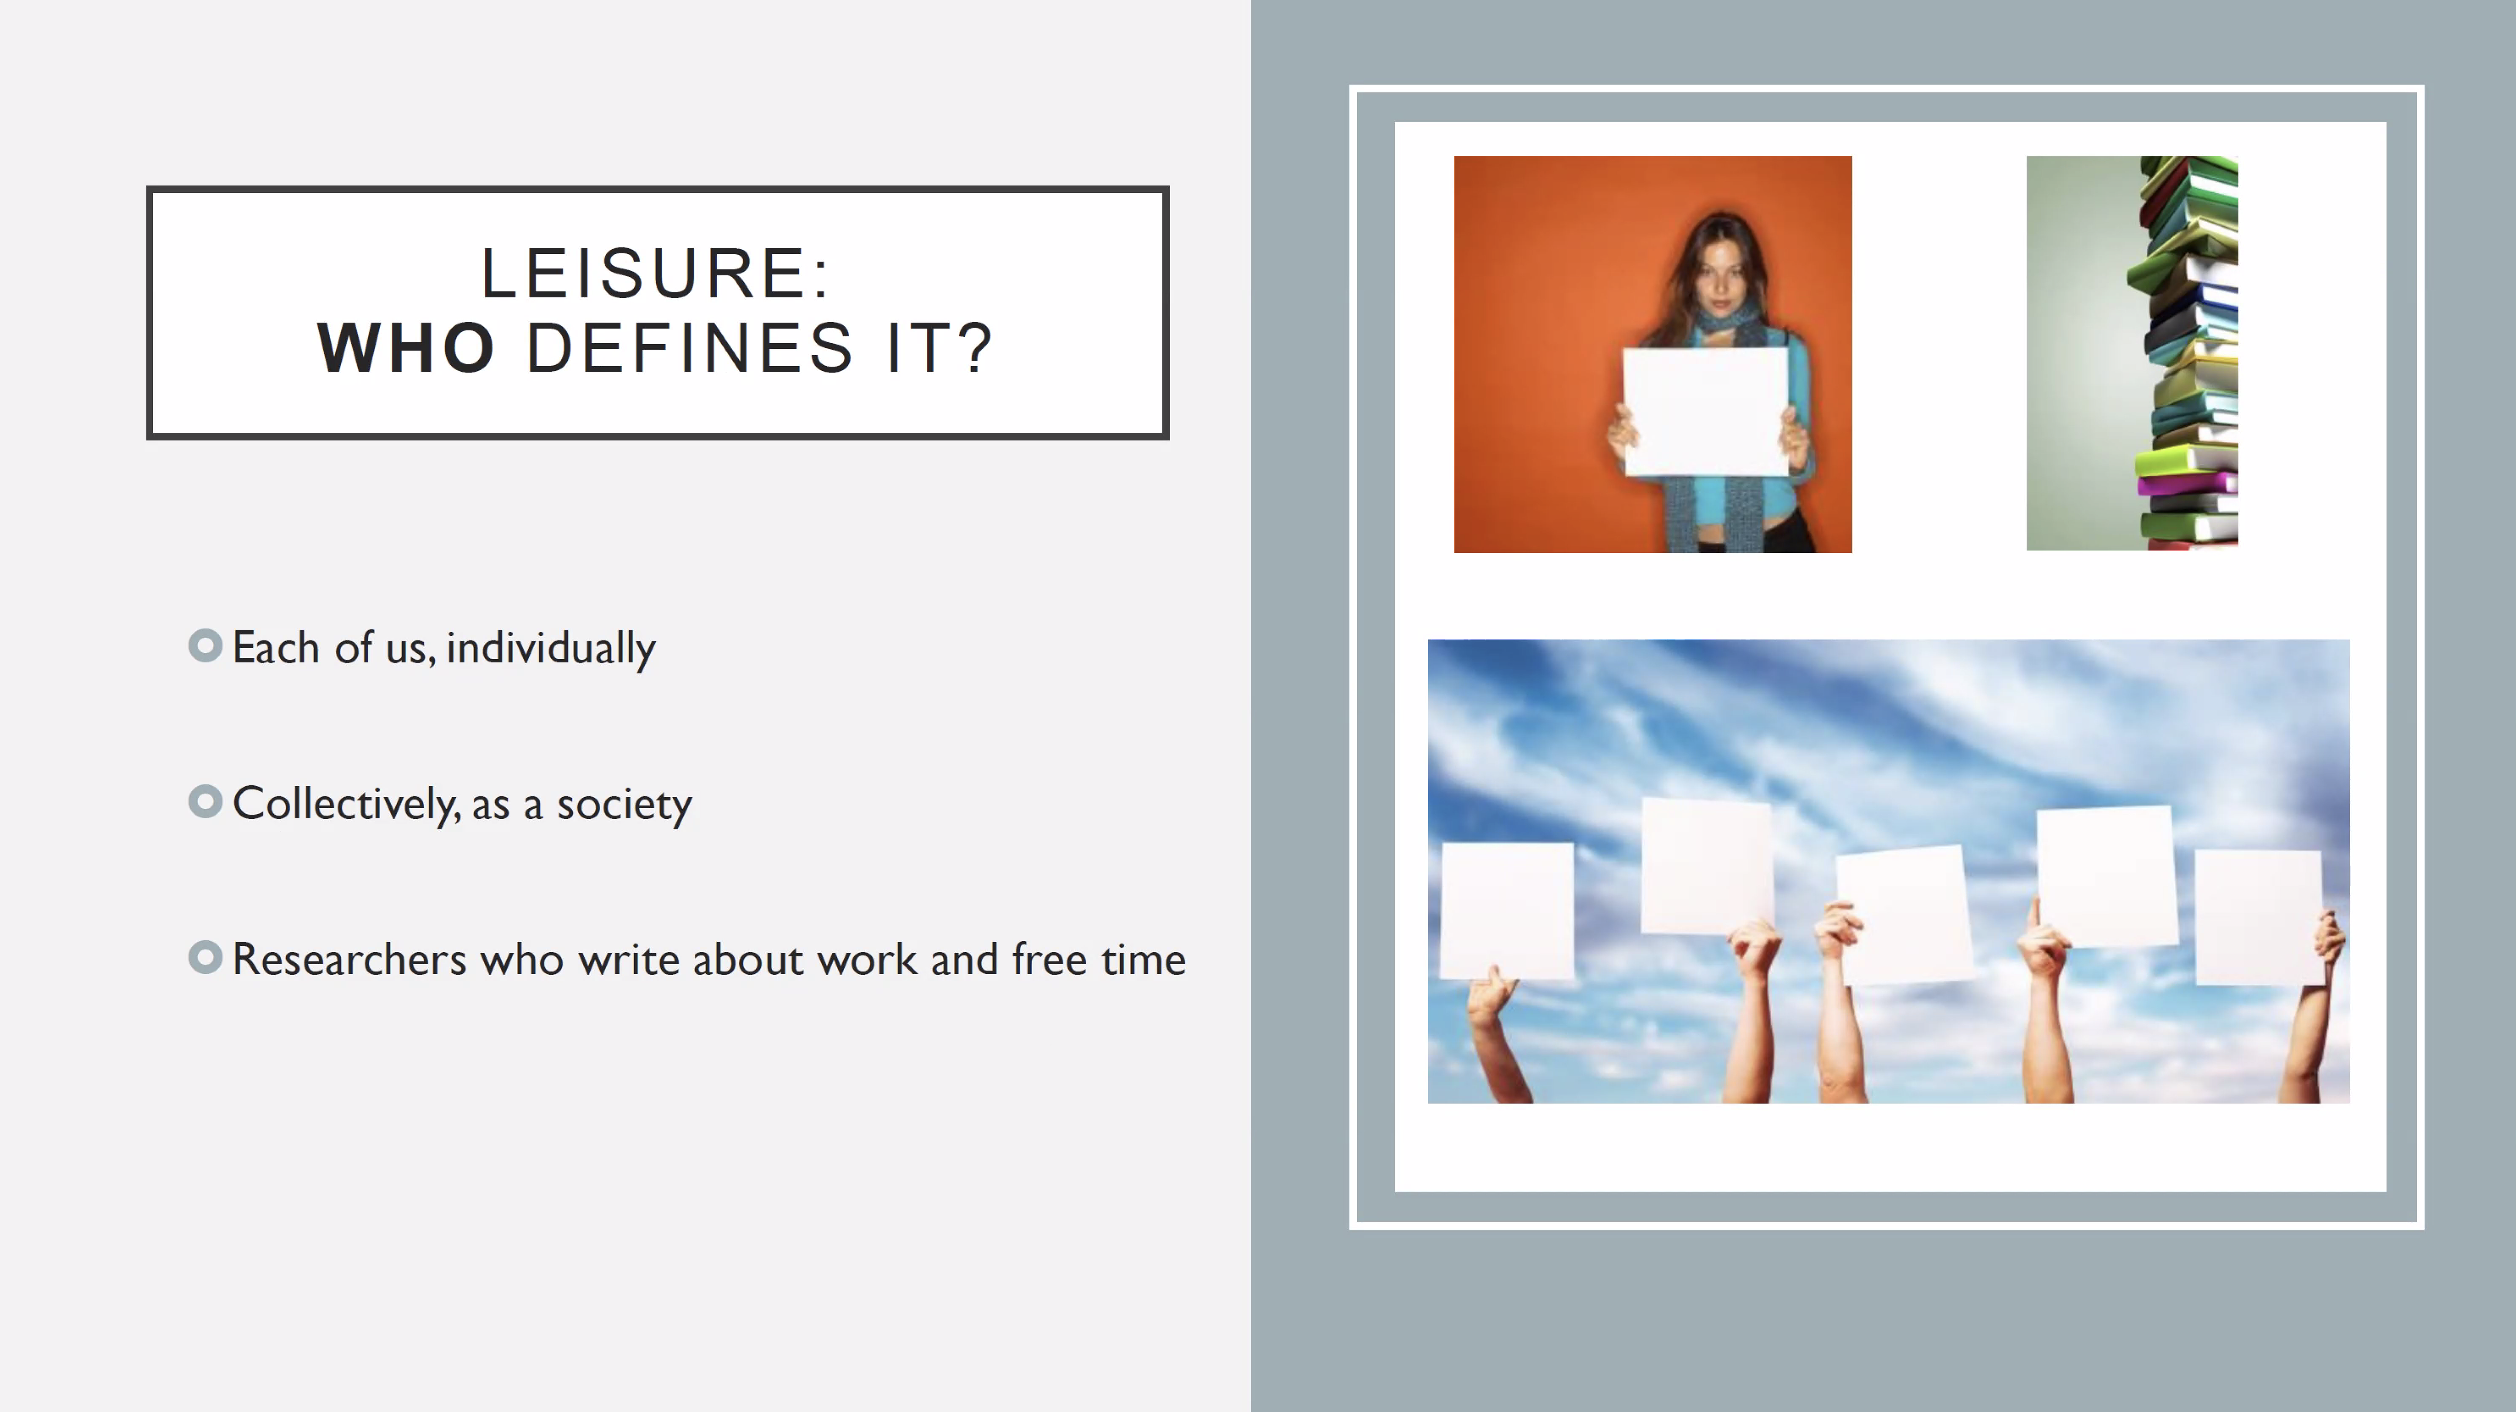 LEISURE:
WHO DEFINES IT?
Each of us, individually
Collectively, as a society
Researchers who write about work and free time